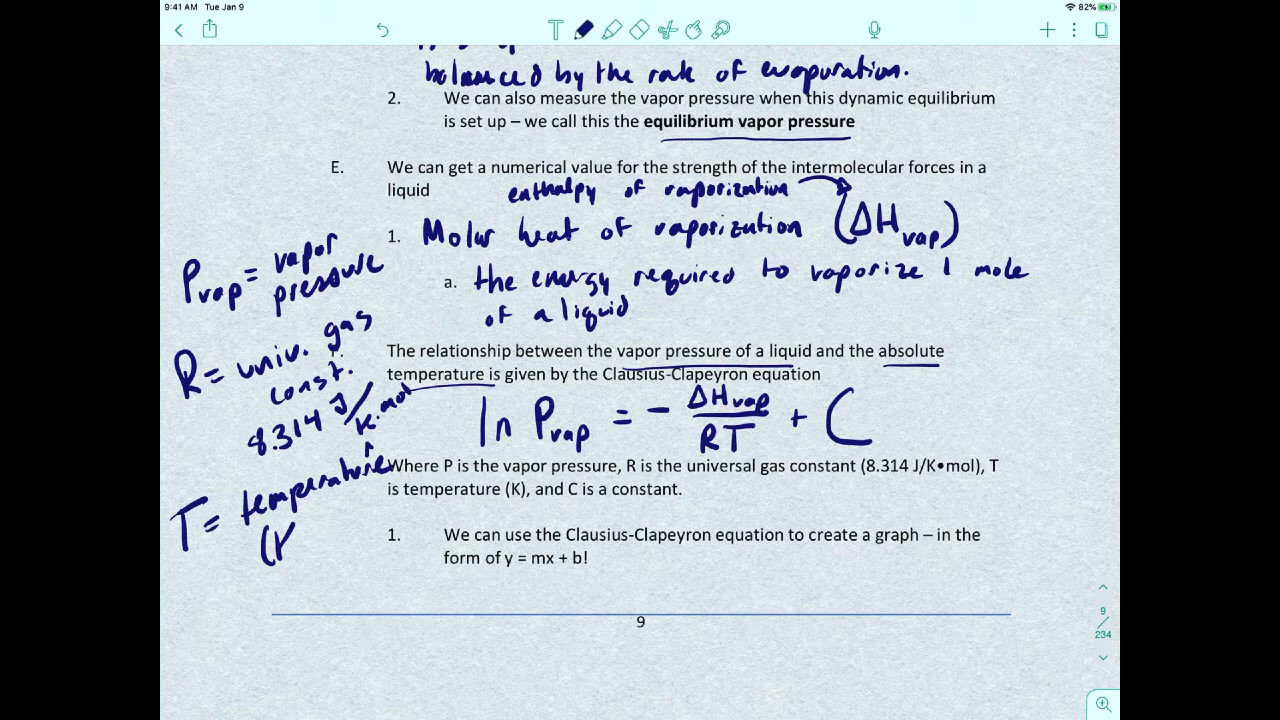 9:41 AM Tue Jan 9
82%
balanced by the rate of evaporation.
2. We can also measure the vapor pressure when this dynamic equilibrium
is set up – we call this the equilibrium vapor pressure
E. We can get a numerical value for the strength of the intermolecular forces in a
liquid
enthalpy of vaporization
1. Molar heat of vaporization (ΔHvap)
a. the energy required to vaporize 1 mole
of a liquid
Pvap = vapor
pressure
R = univ. gas
const.
8.314 J/K·mol
T = temperature
(K
The relationship between the vapor pressure of a liquid and the absolute
temperature is given by the Clausius-Clapeyron equation
ln Pvap = - ΔHvap/RT + C
Where P is the vapor pressure, R is the universal gas constant (8.314 J/K•mol), T
is temperature (K), and C is a constant.
1. We can use the Clausius-Clapeyron equation to create a graph – in the
form of y = mx + b!
9
9
/
234